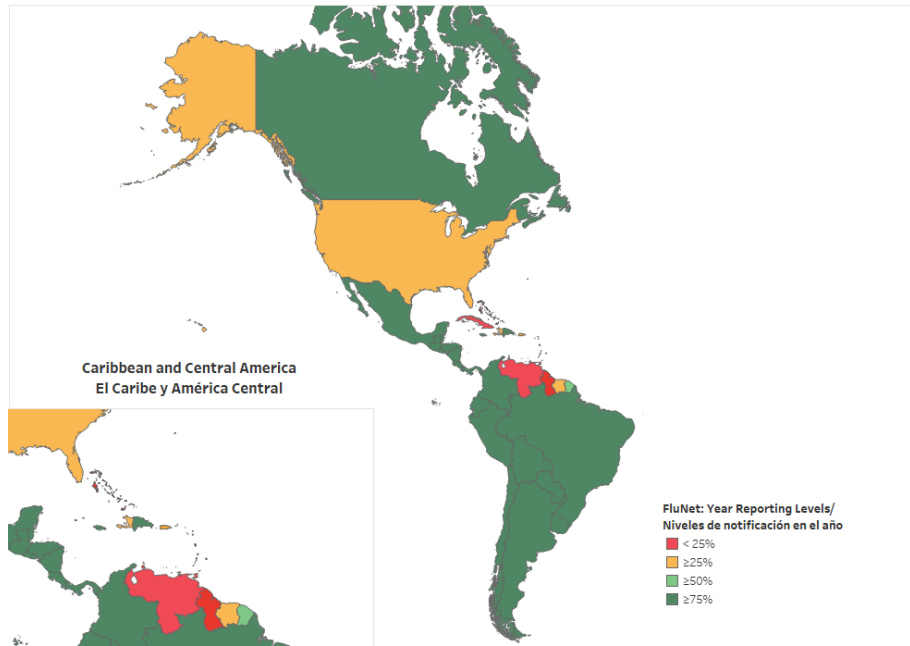 Caribbean and Central America
El Caribe y América Central
FluNet: Year Reporting Levels/
Niveles de notificación en el año
< 25%
≥25%
≥50%
≥75%